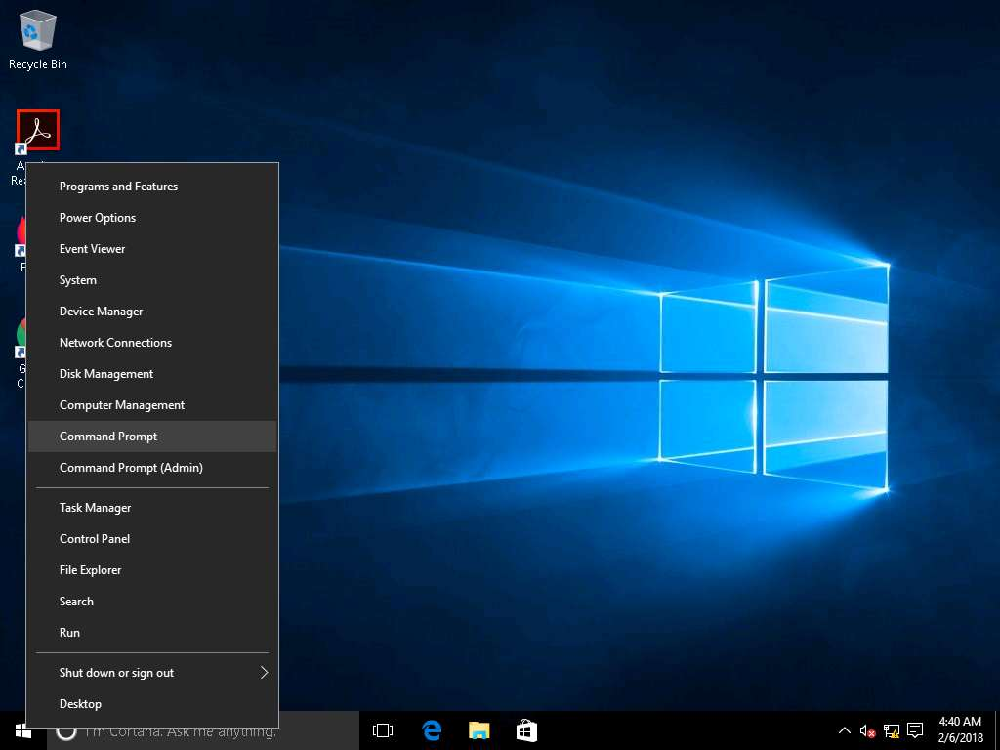 Recycle Bin
Programs and Features
Power Options
Event Viewer
System
Device Manager
Network Connections
Disk Management
Computer Management
Command Prompt
Command Prompt (Admin)
Task Manager
Control Panel
File Explorer
Search
Run
Shut down or sign out
Desktop
I'm Cortana. Ask me anything.
4:40 AM
2/6/2018